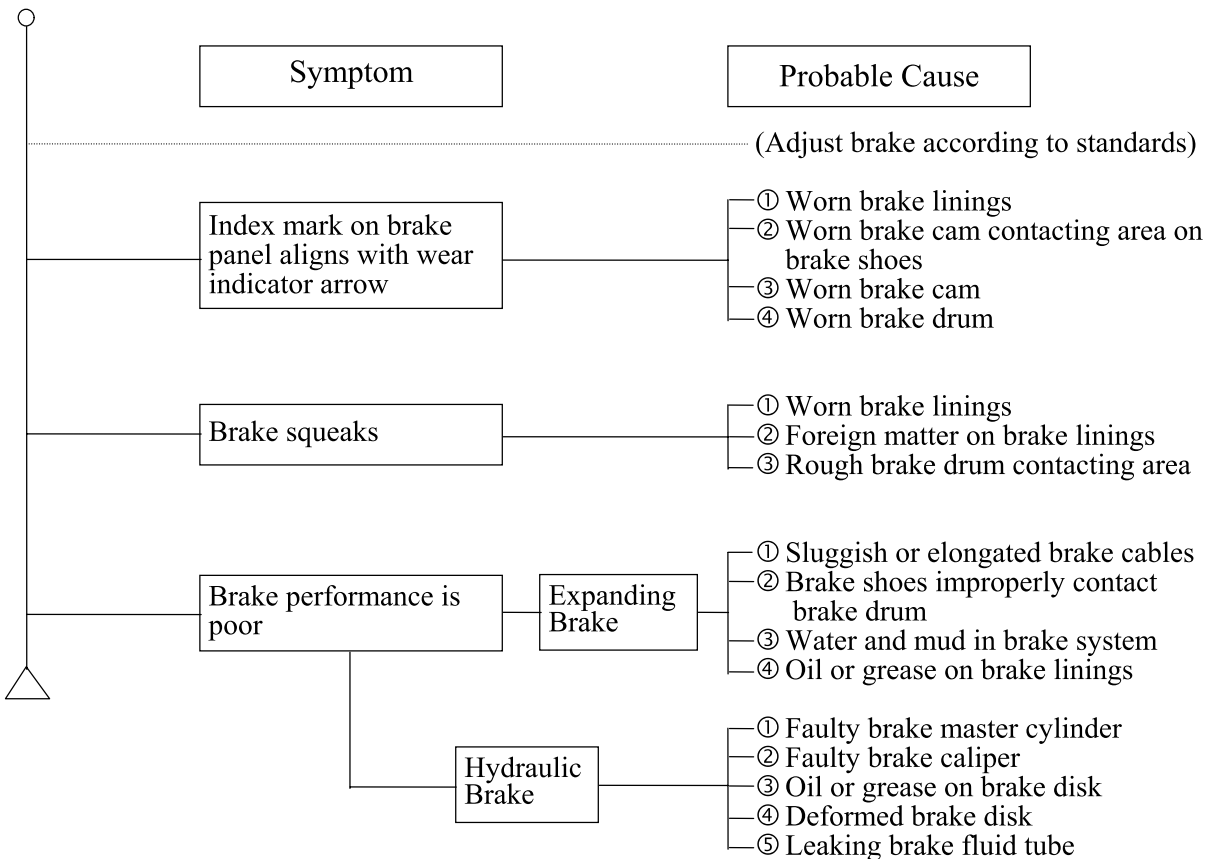 Symptom
Probable Cause
(Adjust brake according to standards)
Index mark on brake
panel aligns with wear
indicator arrow
① Worn brake linings
② Worn brake cam contacting area on
brake shoes
③ Worn brake cam
④ Worn brake drum
Brake squeaks
① Worn brake linings
② Foreign matter on brake linings
③ Rough brake drum contacting area
Brake performance is
poor
Expanding
Brake
① Sluggish or elongated brake cables
② Brake shoes improperly contact
brake drum
③ Water and mud in brake system
④ Oil or grease on brake linings
Hydraulic
Brake
① Faulty brake master cylinder
② Faulty brake caliper
③ Oil or grease on brake disk
④ Deformed brake disk
⑤ Leaking brake fluid tube